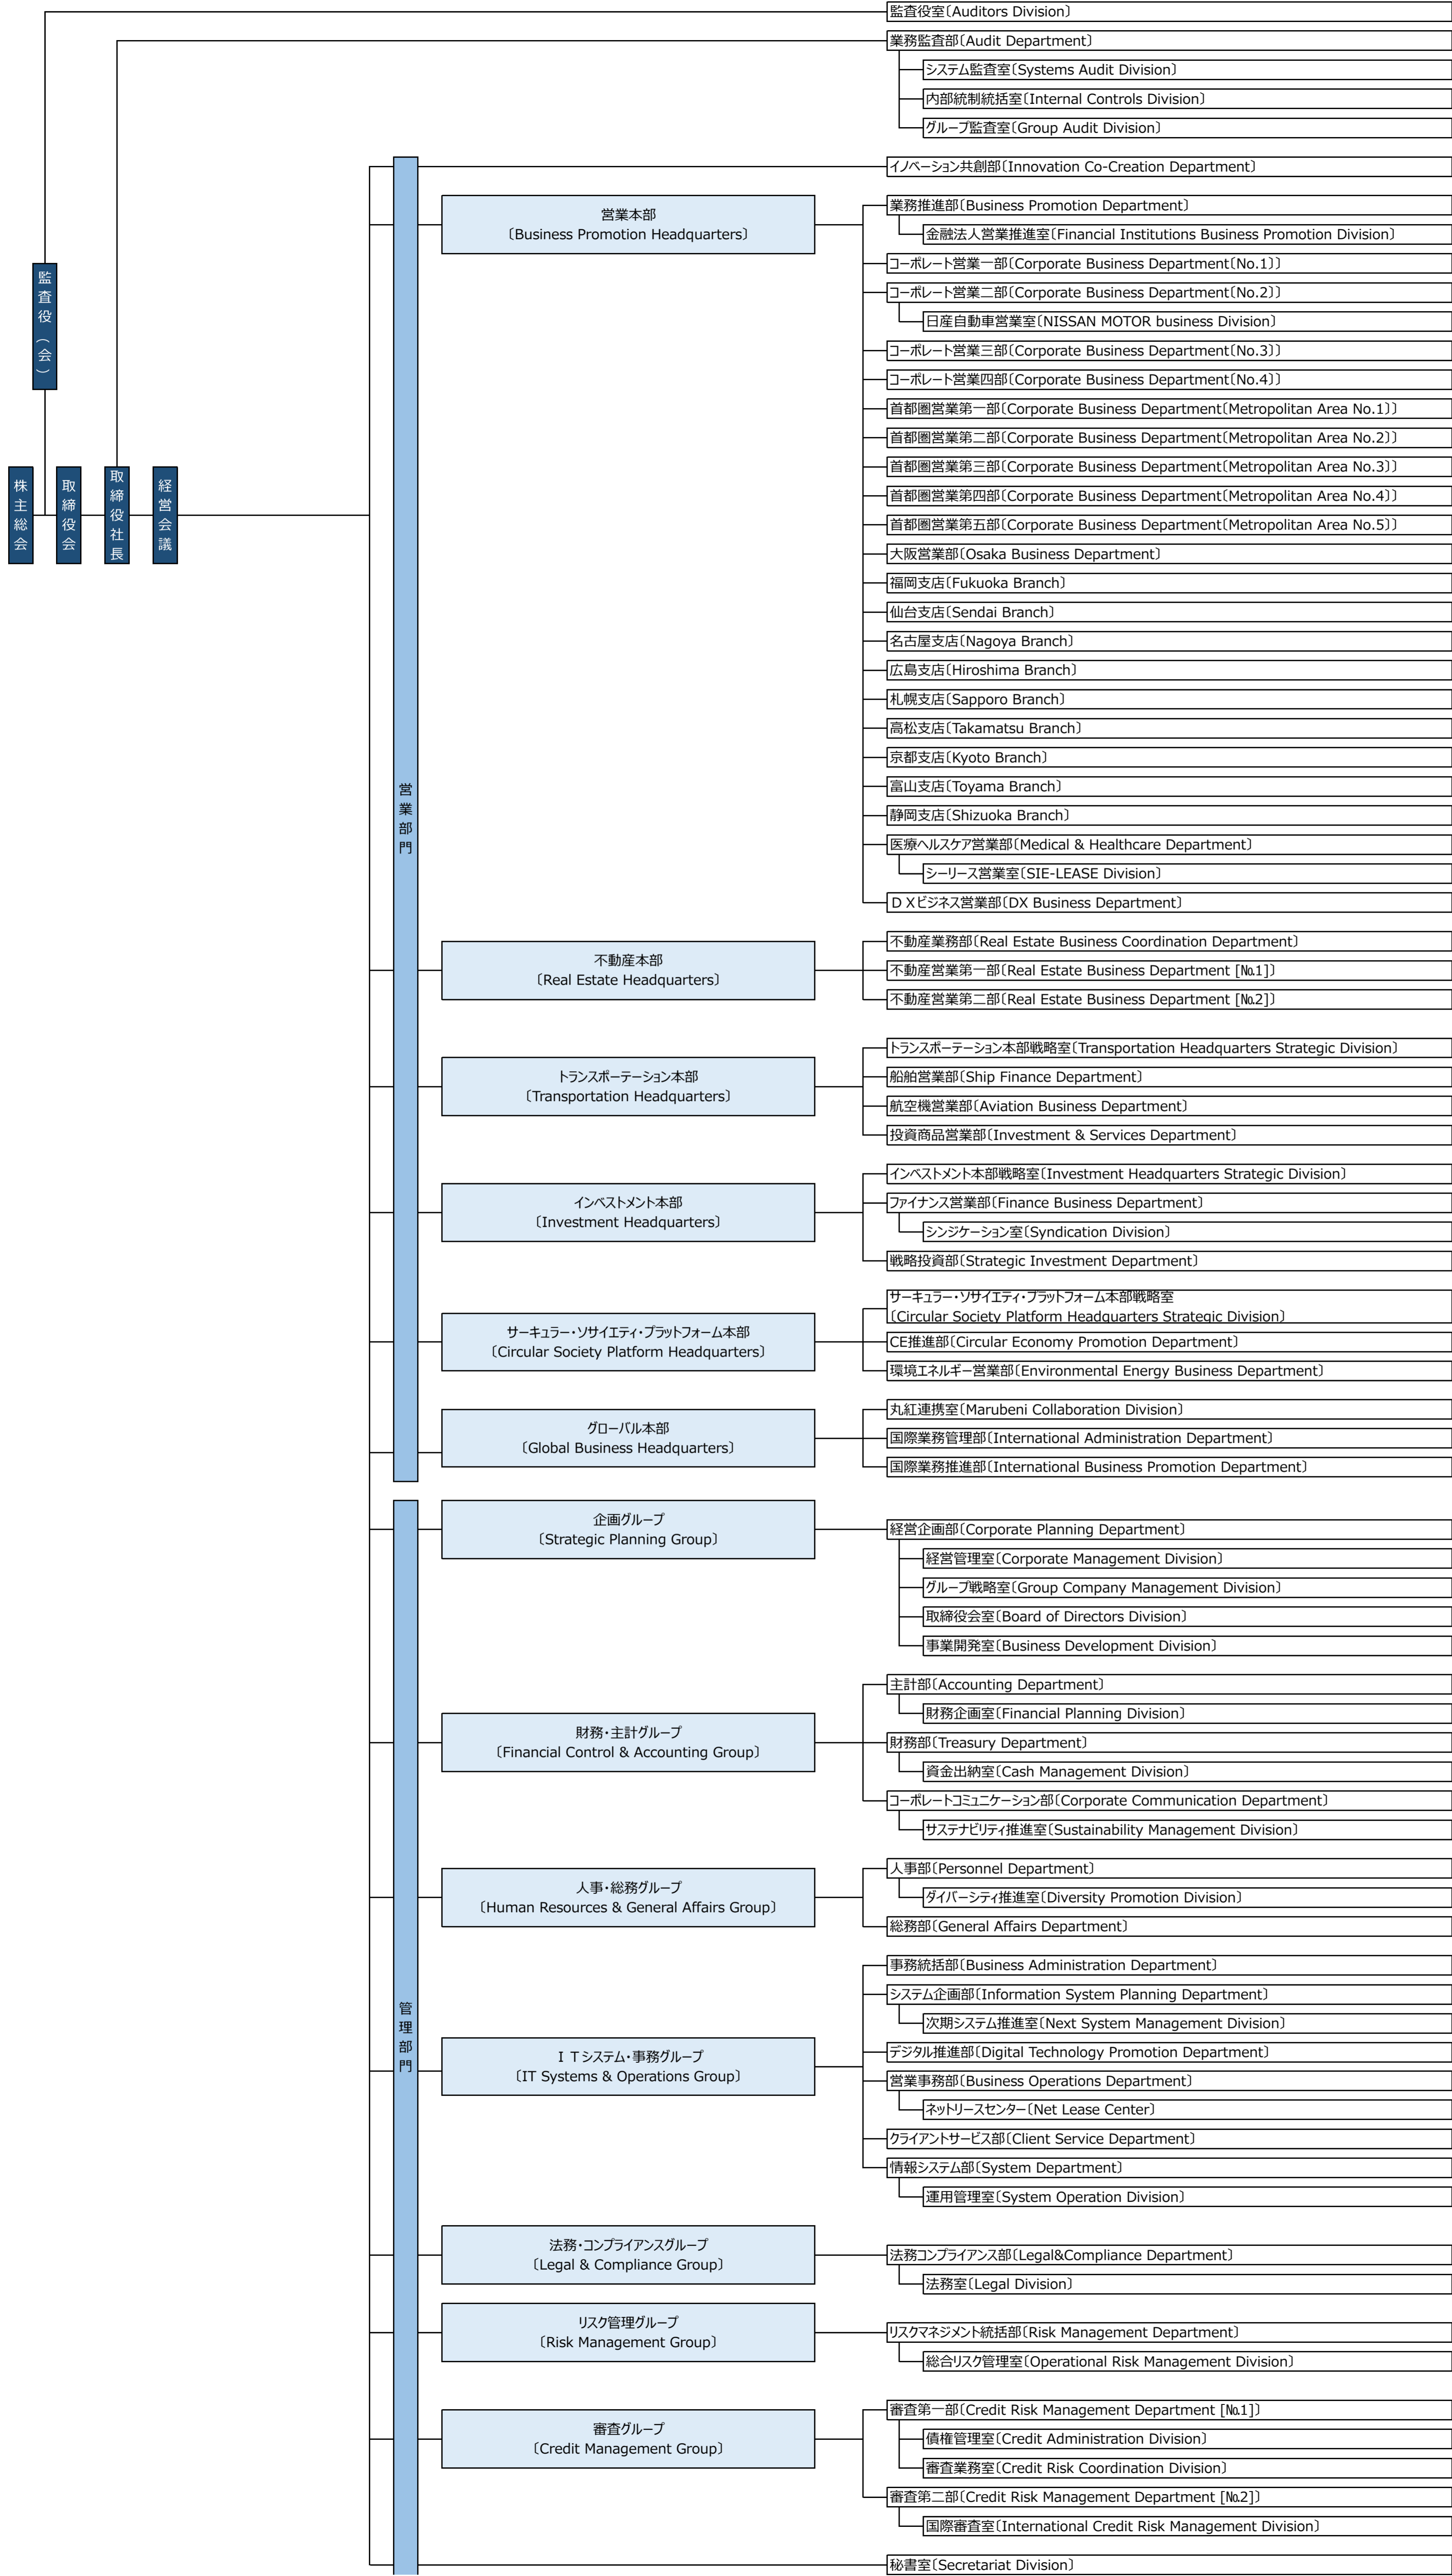 監査役室〔Auditors Division〕
業務監査部〔Audit Department〕
システム監査室〔Systems Audit Division〕
内部統制統括室〔Internal Controls Division〕
グループ監査室〔Group Audit Division〕
監査役（会）
株主総会
取締役会
取締役社長
経営会議
営業部門
イノベーション共創部〔Innovation Co-Creation Department〕
営業本部
〔Business Promotion Headquarters〕
業務推進部〔Business Promotion Department〕
金融法人営業推進室〔Financial Institutions Business Promotion Division〕
コーポレート営業一部〔Corporate Business Department〔No.1〕〕
コーポレート営業二部〔Corporate Business Department〔No.2〕〕
日産自動車営業室〔NISSAN MOTOR business Division〕
コーポレート営業三部〔Corporate Business Department〔No.3〕〕
コーポレート営業四部〔Corporate Business Department〔No.4〕〕
首都圏営業第一部〔Corporate Business Department〔Metropolitan Area No.1〕〕
首都圏営業第二部〔Corporate Business Department〔Metropolitan Area No.2〕〕
首都圏営業第三部〔Corporate Business Department〔Metropolitan Area No.3〕〕
首都圏営業第四部〔Corporate Business Department〔Metropolitan Area No.4〕〕
首都圏営業第五部〔Corporate Business Department〔Metropolitan Area No.5〕〕
大阪営業部〔Osaka Business Department〕
福岡支店〔Fukuoka Branch〕
仙台支店〔Sendai Branch〕
名古屋支店〔Nagoya Branch〕
広島支店〔Hiroshima Branch〕
札幌支店〔Sapporo Branch〕
高松支店〔Takamatsu Branch〕
京都支店〔Kyoto Branch〕
富山支店〔Toyama Branch〕
静岡支店〔Shizuoka Branch〕
医療ヘルスケア営業部〔Medical & Healthcare Department〕
シーリース営業室〔SIE-LEASE Division〕
ＤＸビジネス営業部〔DX Business Department〕
不動産本部
〔Real Estate Headquarters〕
不動産業務部〔Real Estate Business Coordination Department〕
不動産営業第一部〔Real Estate Business Department [№1]〕
不動産営業第二部〔Real Estate Business Department [№2]〕
トランスポーテーション本部
〔Transportation Headquarters〕
トランスポーテーション本部戦略室〔Transportation Headquarters Strategic Division〕
船舶営業部〔Ship Finance Department〕
航空機営業部〔Aviation Business Department〕
投資商品営業部〔Investment & Services Department〕
インベストメント本部
〔Investment Headquarters〕
インベストメント本部戦略室〔Investment Headquarters Strategic Division〕
ファイナンス営業部〔Finance Business Department〕
シンジケーション室〔Syndication Division〕
戦略投資部〔Strategic Investment Department〕
サーキュラー・ソサイエティ・プラットフォーム本部
〔Circular Society Platform Headquarters〕
サーキュラー・ソサイエティ・プラットフォーム本部戦略室
〔Circular Society Platform Headquarters Strategic Division〕
CE推進部〔Circular Economy Promotion Department〕
環境エネルギー営業部〔Environmental Energy Business Department〕
グローバル本部
〔Global Business Headquarters〕
丸紅連携室〔Marubeni Collaboration Division〕
国際業務管理部〔International Administration Department〕
国際業務推進部〔International Business Promotion Department〕
管理部門
企画グループ
〔Strategic Planning Group〕
経営企画部〔Corporate Planning Department〕
経営管理室〔Corporate Management Division〕
グループ戦略室〔Group Company Management Division〕
取締役会室〔Board of Directors Division〕
事業開発室〔Business Development Division〕
財務・主計グループ
〔Financial Control & Accounting Group〕
主計部〔Accounting Department〕
財務企画室〔Financial Planning Division〕
財務部〔Treasury Department〕
資金出納室〔Cash Management Division〕
コーポレートコミュニケーション部〔Corporate Communication Department〕
サステナビリティ推進室〔Sustainability Management Division〕
人事・総務グループ
〔Human Resources & General Affairs Group〕
人事部〔Personnel Department〕
ダイバーシティ推進室〔Diversity Promotion Division〕
総務部〔General Affairs Department〕
ＩＴシステム・事務グループ
〔IT Systems & Operations Group〕
事務統括部〔Business Administration Department〕
システム企画部〔Information System Planning Department〕
次期システム推進室〔Next System Management Division〕
デジタル推進部〔Digital Technology Promotion Department〕
営業事務部〔Business Operations Department〕
ネットリースセンター〔Net Lease Center〕
クライアントサービス部〔Client Service Department〕
情報システム部〔System Department〕
運用管理室〔System Operation Division〕
法務・コンプライアンスグループ
〔Legal & Compliance Group〕
法務コンプライアンス部〔Legal&Compliance Department〕
法務室〔Legal Division〕
リスク管理グループ
〔Risk Management Group〕
リスクマネジメント統括部〔Risk Management Department〕
総合リスク管理室〔Operational Risk Management Division〕
審査グループ
〔Credit Management Group〕
審査第一部〔Credit Risk Management Department [№1]〕
債権管理室〔Credit Administration Division〕
審査業務室〔Credit Risk Coordination Division〕
審査第二部〔Credit Risk Management Department [№2]〕
国際審査室〔International Credit Risk Management Division〕
秘書室〔Secretariat Division〕